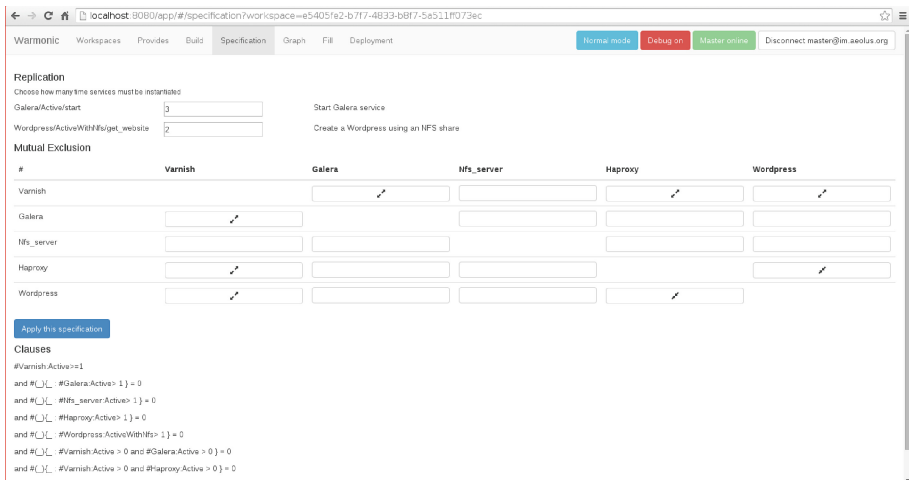 localhost:8080/app/#/specification?workspace=e5405fe2-b7f7-4833-b8f7-5a511ff073ec
Warmonic Workspaces Provides Build Specification Graph Fill Deployment Normal mode Debug on Master online Disconnect master@im.aeolus.org
Replication
Choose how many time services must be instantiated
Galera/Active/start 3 Start Galera service
Wordpress/ActiveWithNfs/get_website 2 Create a Wordpress using an NFS share
Mutual Exclusion
# Varnish Galera Nfs_server Haproxy Wordpress
Varnish
Galera
Nfs_server
Haproxy
Wordpress
Apply this specification
Clauses
#Varnish:Active>=1
and #(_){_ : #Galera:Active> 1 } = 0
and #(_){_ : #Nfs_server:Active> 1 } = 0
and #(_){_ : #Haproxy:Active> 1 } = 0
and #(_){_ : #Wordpress:ActiveWithNfs> 1 } = 0
and #(_){_ : #Varnish:Active > 0 and #Galera:Active > 0 } = 0
and #(_){_ : #Varnish:Active > 0 and #Haproxy:Active > 0 } = 0